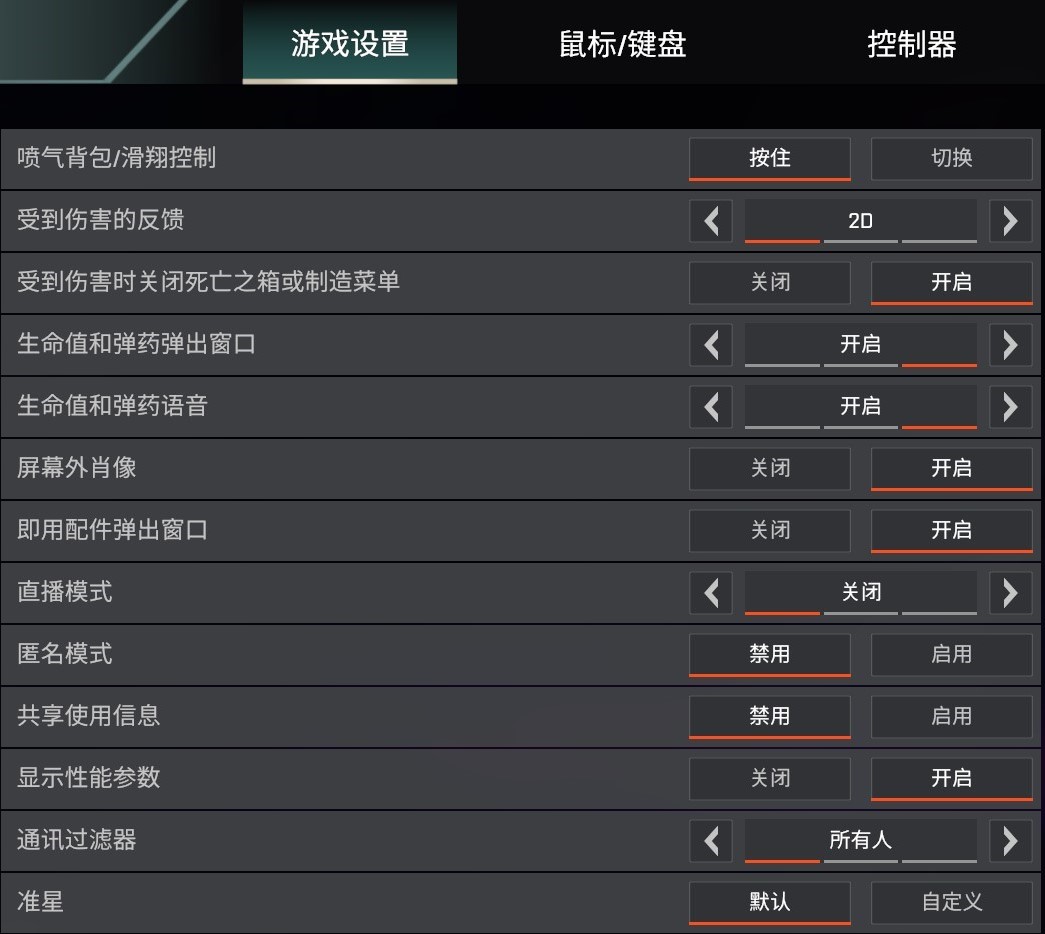 游戏设置 鼠标/键盘 控制器
喷气背包/滑翔控制 按住 切换
受到伤害的反馈 2D
受到伤害时关闭死亡之箱或制造菜单 关闭 开启
生命值和弹药弹出窗口 开启
生命值和弹药语音 开启
屏幕外肖像 关闭 开启
即用配件弹出窗口 关闭 开启
直播模式 关闭
匿名模式 禁用 启用
共享使用信息 禁用 启用
显示性能参数 关闭 开启
通讯过滤器 所有人
准星 默认 自定义